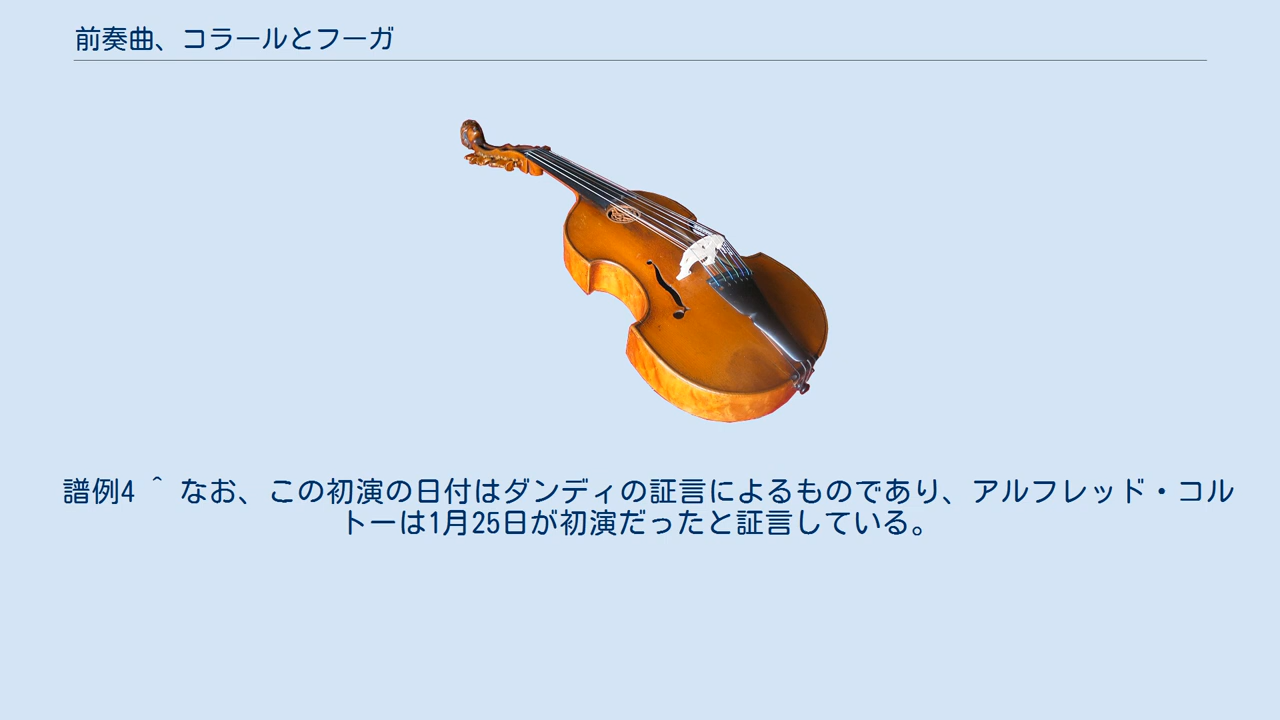 前奏曲、コラールとフーガ
譜例4 ^ なお、この初演の日付はダンディの証言によるものであり、アルフレッド・コル
トーは1月25日が初演だったと証言している。